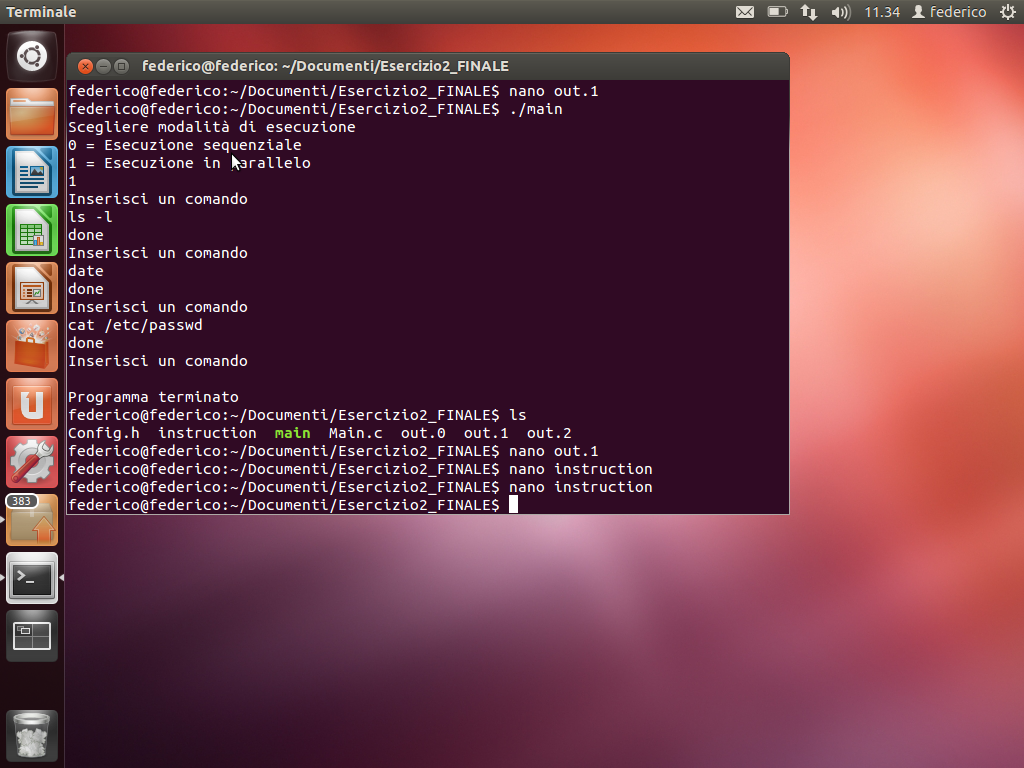 Terminale
11.34
federico
federico@federico: ~/Documenti/Esercizio2_FINALE
federico@federico:~/Documenti/Esercizio2_FINALE$ nano out.1
federico@federico:~/Documenti/Esercizio2_FINALE$ ./main
Scegliere modalità di esecuzione
0 = Esecuzione sequenziale
1 = Esecuzione in parallelo
1
Inserisci un comando
ls -l
done
Inserisci un comando
date
done
Inserisci un comando
cat /etc/passwd
done
Inserisci un comando
Programma terminato
federico@federico:~/Documenti/Esercizio2_FINALE$ ls
Config.h  instruction  main  Main.c  out.0  out.1  out.2
federico@federico:~/Documenti/Esercizio2_FINALE$ nano out.1
federico@federico:~/Documenti/Esercizio2_FINALE$ nano instruction
federico@federico:~/Documenti/Esercizio2_FINALE$ nano instruction
federico@federico:~/Documenti/Esercizio2_FINALE$
383